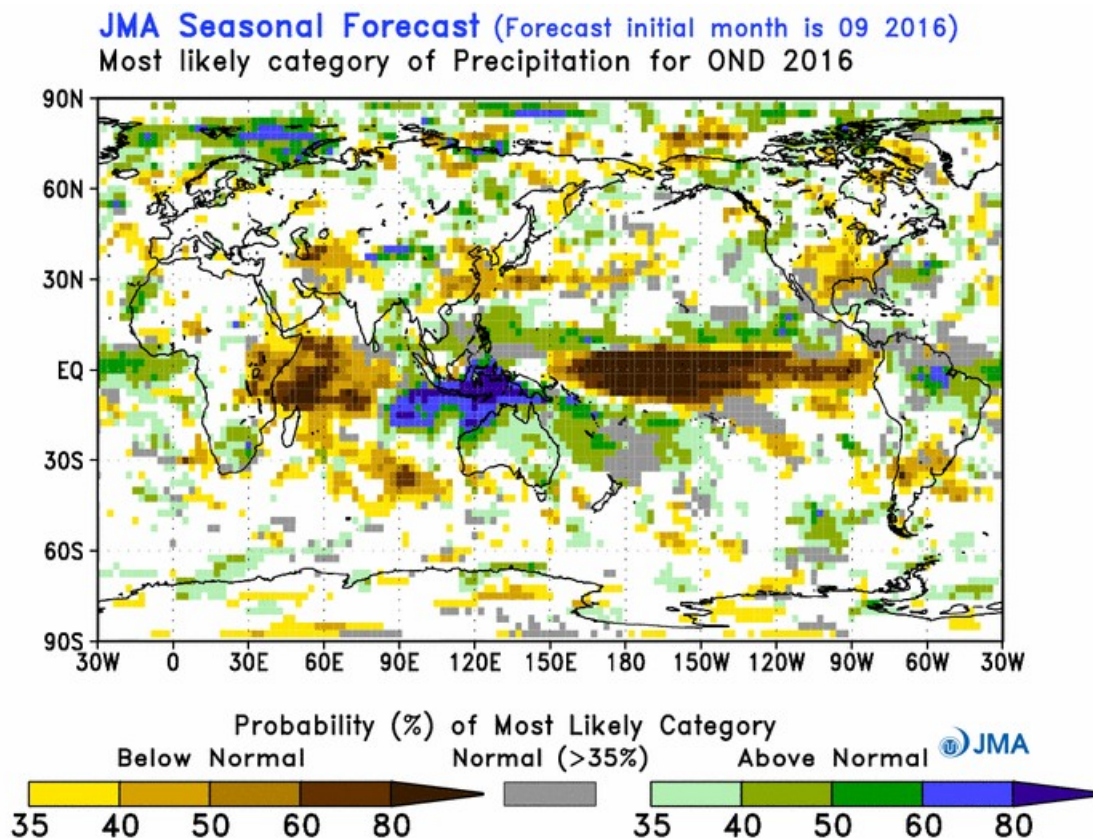 JMA Seasonal Forecast (Forecast initial month is 09 2016)
Most likely category of Precipitation for OND 2016
90N
60N
30N
EQ
30S
60S
90S
30W 0 30E 60E 90E 120E 150E 180 150W 120W 90W 60W 30W
Probability (%) of Most Likely Category
Below Normal Normal (>35%) Above Normal JMA
35 40 50 60 80 35 40 50 60 80